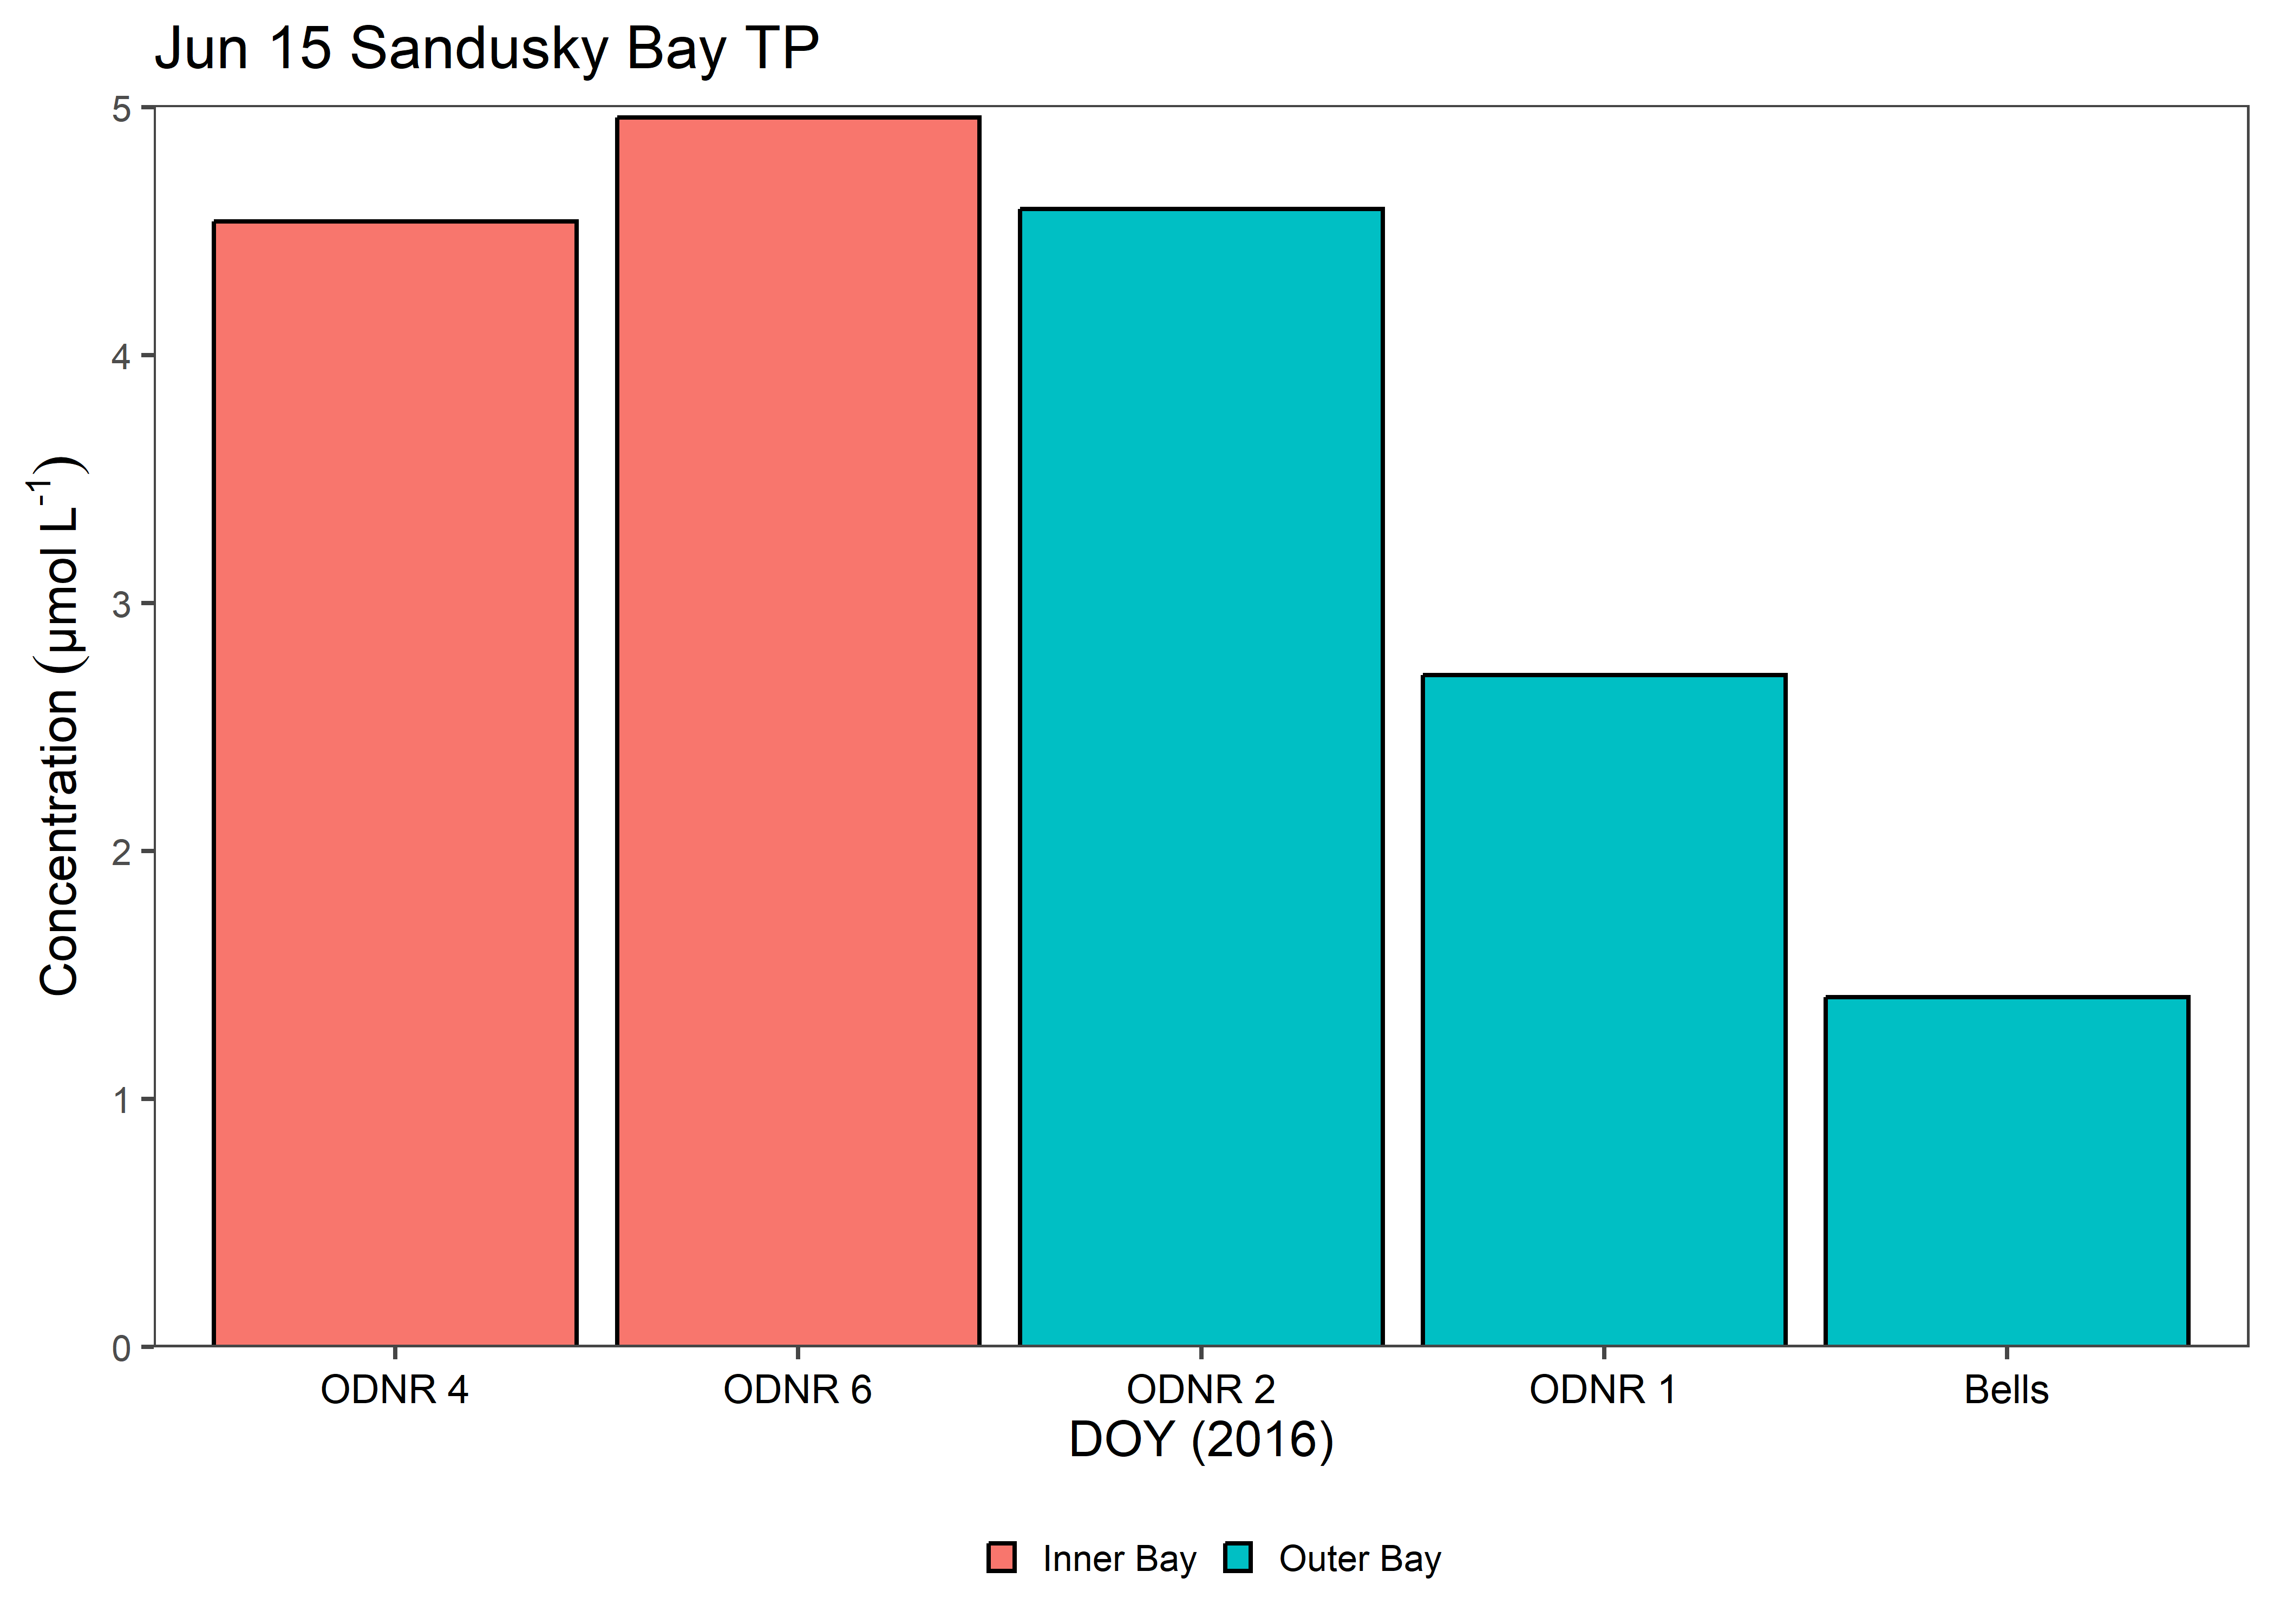 Jun 15 Sandusky Bay TP
Concentration (µmol L⁻¹)
5
4
3
2
1
0
ODNR 4 ODNR 6 ODNR 2 ODNR 1 Bells
DOY (2016)
Inner Bay Outer Bay